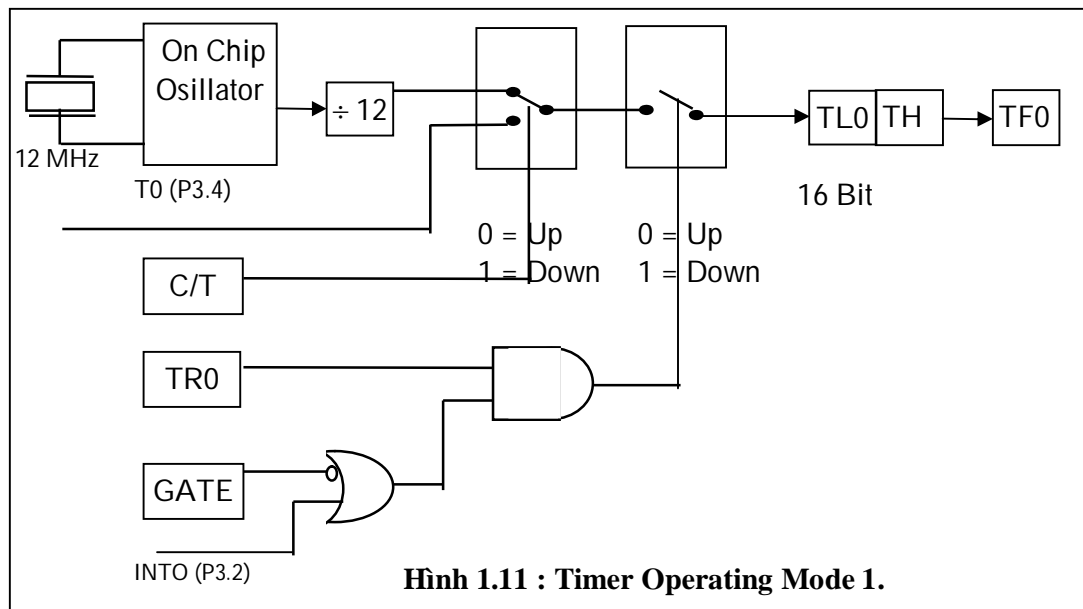 On Chip
Osillator
÷ 12
TL0 TH
TF0
12 MHz
T0 (P3.4)
16 Bit
0 = Up
1 = Down
0 = Up
1 = Down
C/T
TR0
GATE
INTO (P3.2)
Hình 1.11 : Timer Operating Mode 1.